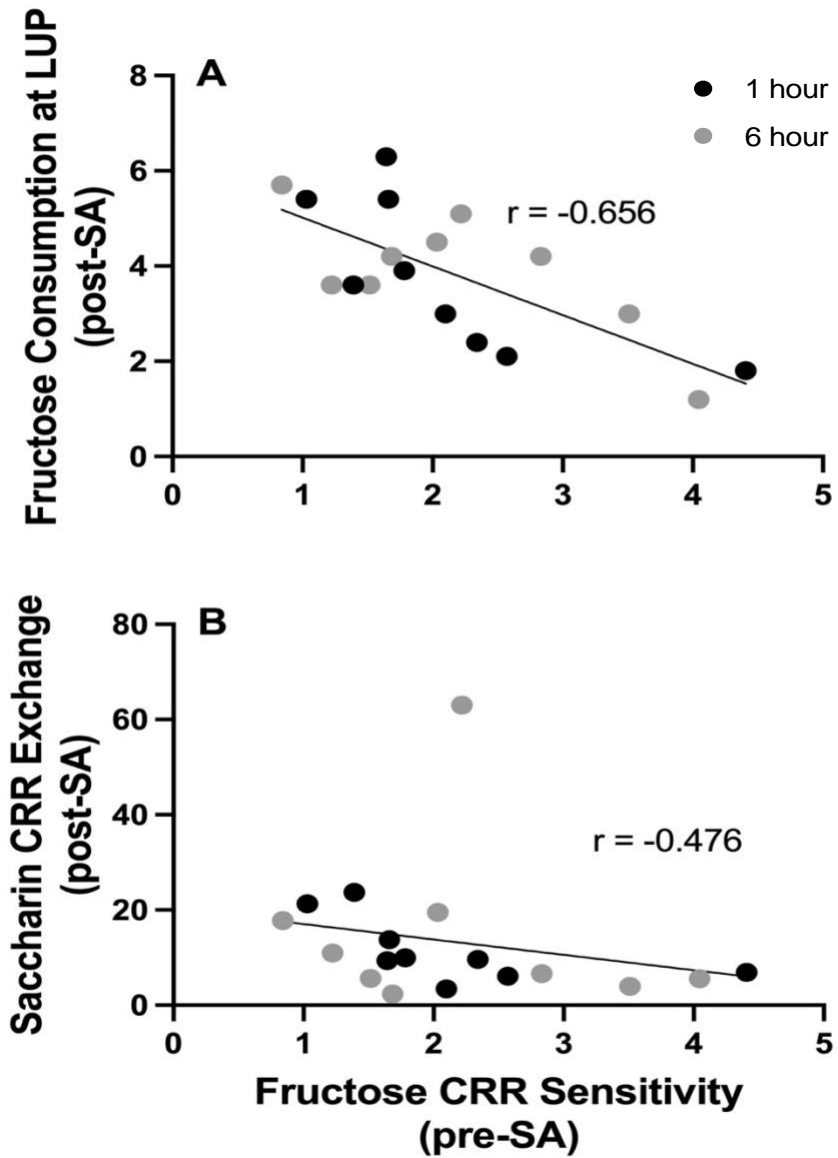 A
1 hour
6 hour
Fructose Consumption at LUP
(post-SA)
8
6
4
2
0
r = -0.656
0 1 2 3 4 5
B
Saccharin CRR Exchange
(post-SA)
80
60
40
20
0
r = -0.476
0 1 2 3 4 5
Fructose CRR Sensitivity
(pre-SA)